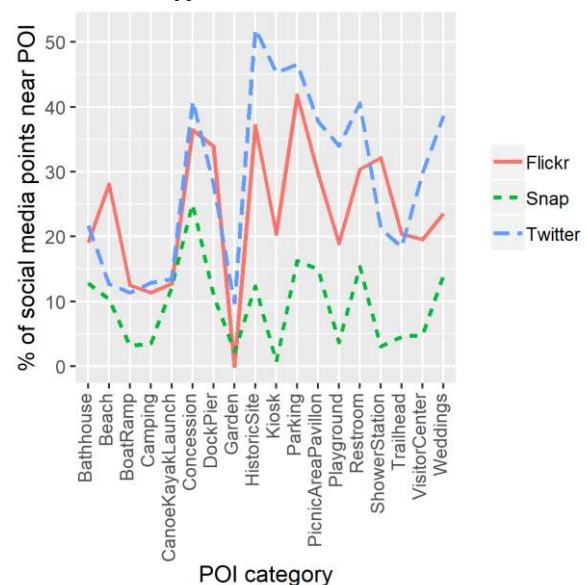 50
40
30
20
10
0
% of social media points near POI
Bathhouse
Beach
BoatRamp
Camping
CanoeKayakLaunch
Concession
DockPier
Garden
HistoricSite
Kiosk
Parking
PicnicAreaPavillon
Playground
Restroom
ShowerStation
Trailhead
VisitorCenter
Weddings
POI category
Flickr
Snap
Twitter